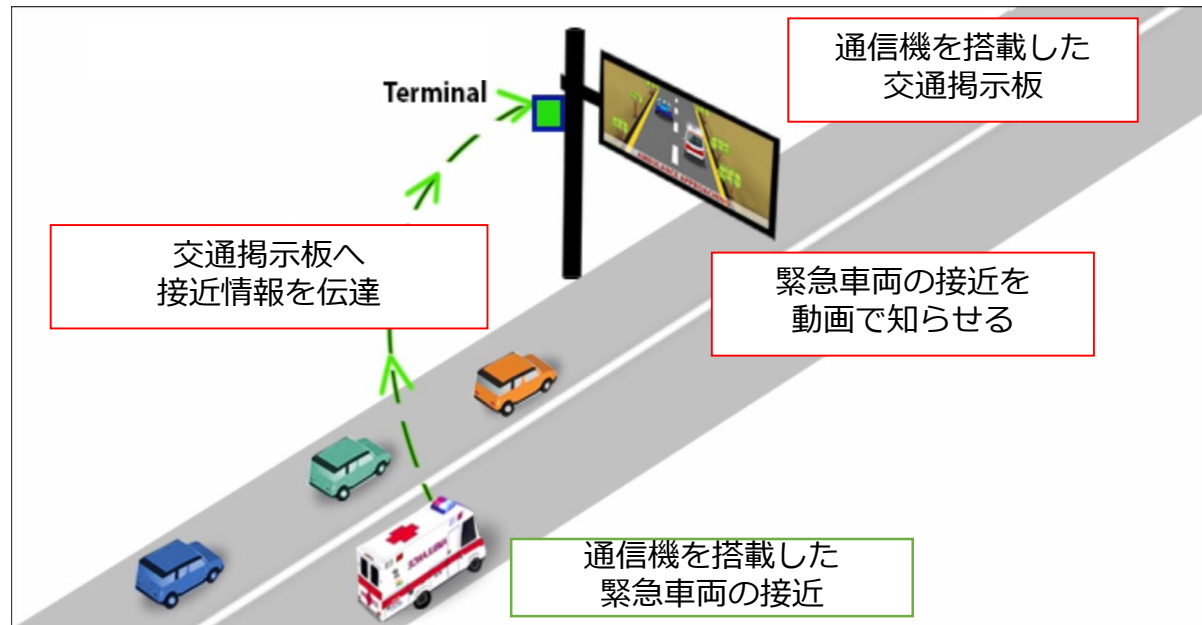 通信機を搭載した
交通掲示板
Terminal
AMBULANCE APPROACHING
交通掲示板へ
接近情報を伝達
緊急車両の接近を
動画で知らせる
AMBULANCE
通信機を搭載した
緊急車両の接近